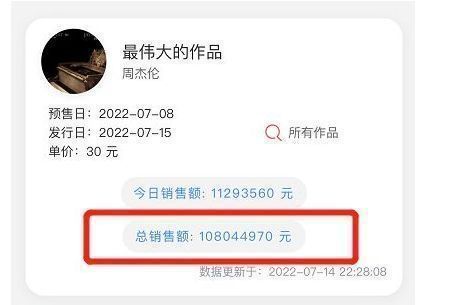 最伟大的作品
周杰伦
预售日：2022-07-08
发行日：2022-07-15
单价：30 元
所有作品
今日销售额: 11293560 元
总销售额: 108044970 元
数据更新于：2022-07-14 22:28:08